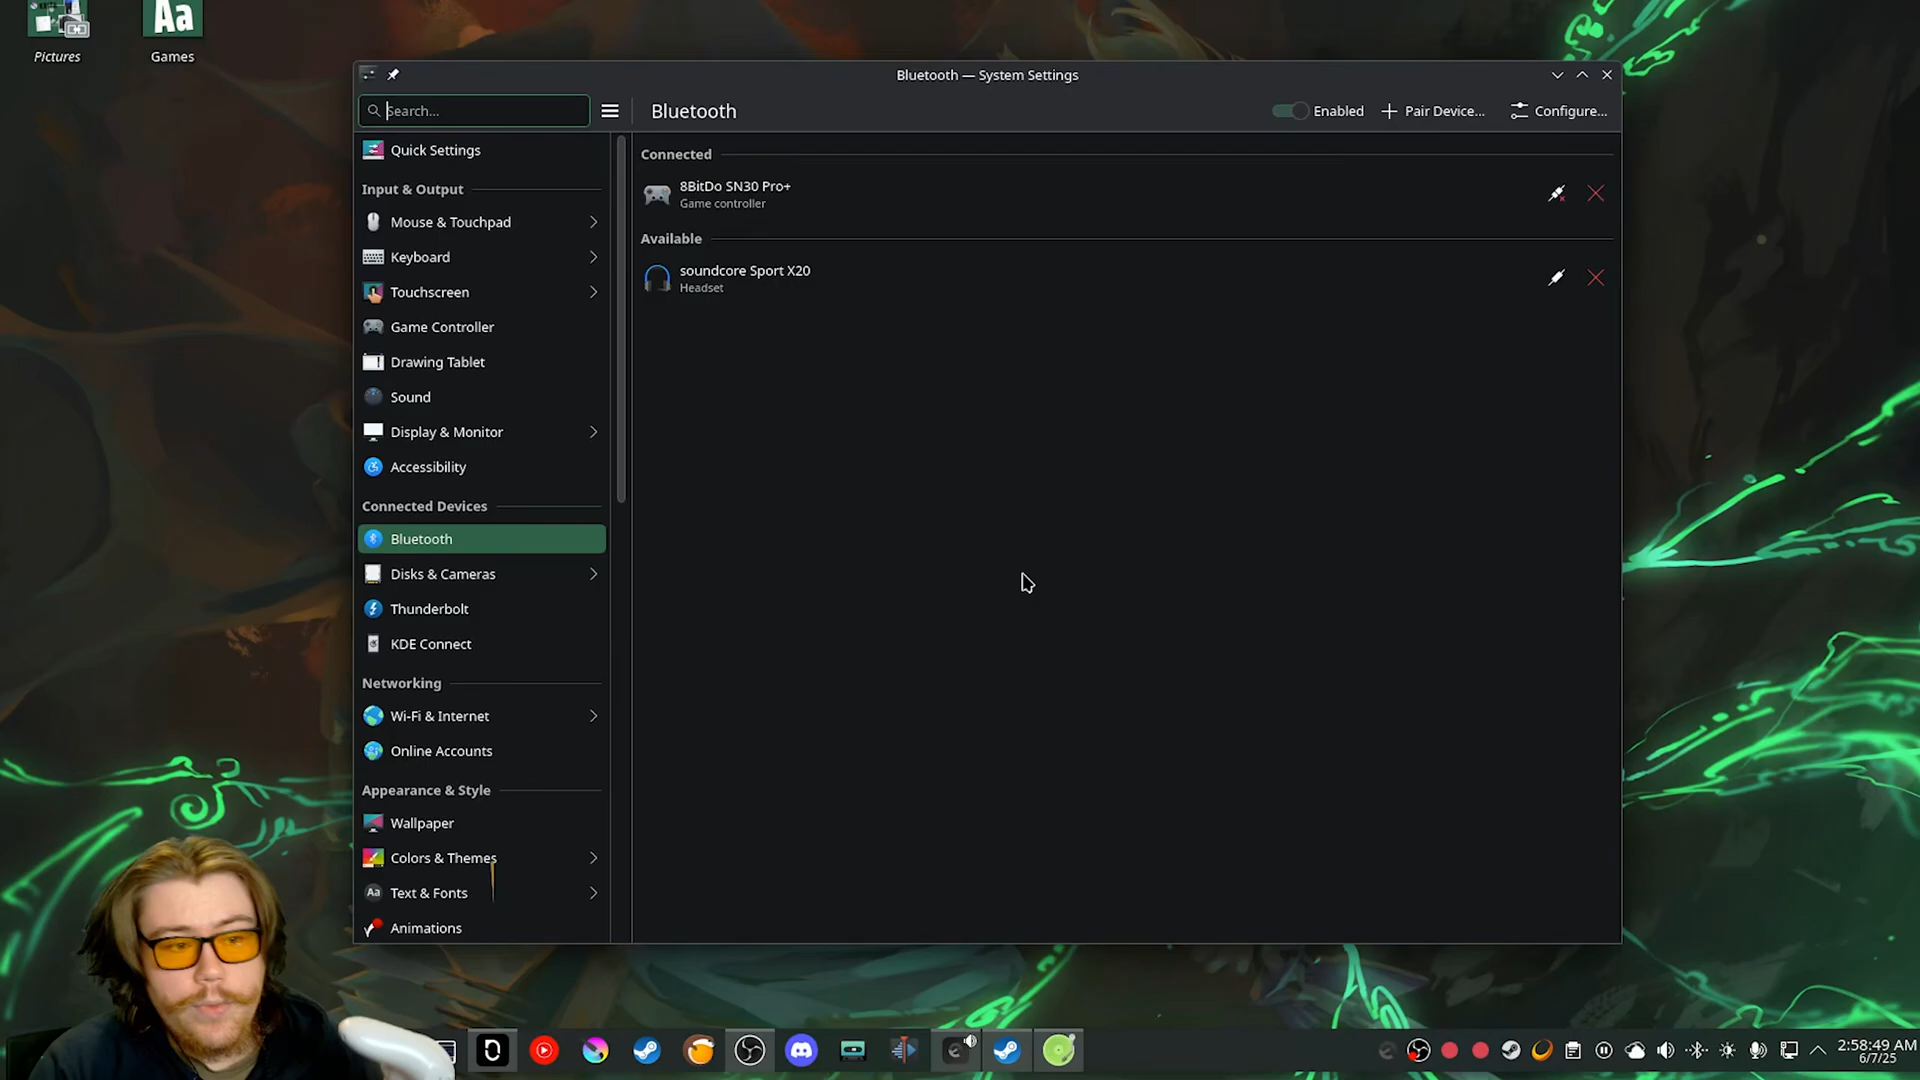 Aa
Pictures
Games
Bluetooth — System Settings
Search...
Bluetooth
Enabled
Pair Device...
Configure...
Quick Settings
Input & Output
Mouse & Touchpad
Keyboard
Touchscreen
Game Controller
Drawing Tablet
Sound
Display & Monitor
Accessibility
Connected Devices
Bluetooth
Disks & Cameras
Thunderbolt
KDE Connect
Networking
Wi-Fi & Internet
Online Accounts
Appearance & Style
Wallpaper
Colors & Themes
Aa Text & Fonts
Animations
Connected
8BitDo SN30 Pro+
Game controller
Available
soundcore Sport X20
Headset
2:58:49 AM
6/7/25